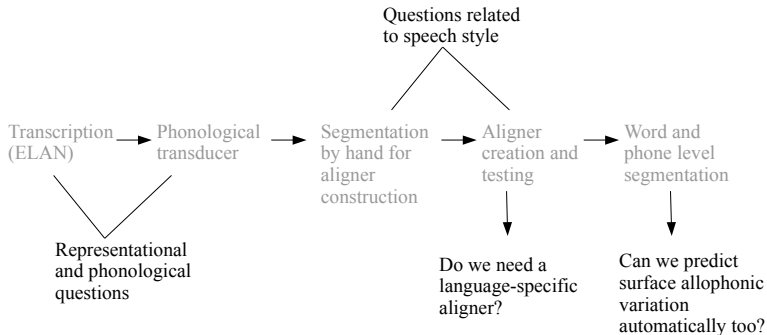 Questions related
to speech style
Transcription
(ELAN)
Phonological
transducer
Segmentation
by hand for
aligner
construction
Aligner
creation and
testing
Word and
phone level
segmentation
Representational
and phonological
questions
Do we need a
language-specific
aligner?
Can we predict
surface allophonic
variation
automatically too?